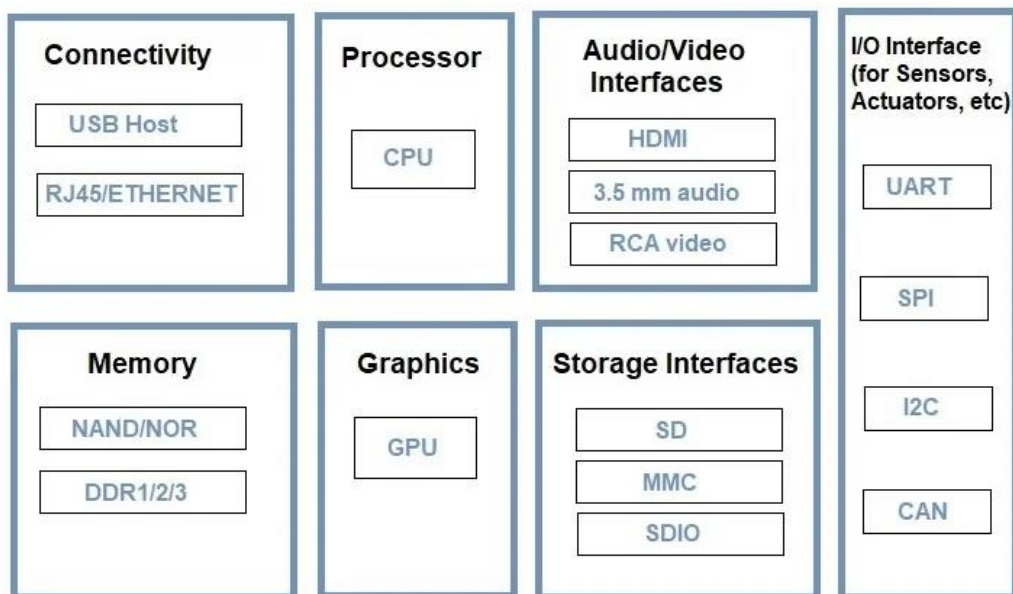 Connectivity
USB Host
RJ45/ETHERNET
Processor
CPU
Audio/Video
Interfaces
HDMI
3.5 mm audio
RCA video
I/O Interface
(for Sensors,
Actuators, etc)
UART
SPI
I2C
CAN
Memory
NAND/NOR
DDR1/2/3
Graphics
GPU
Storage Interfaces
SD
MMC
SDIO